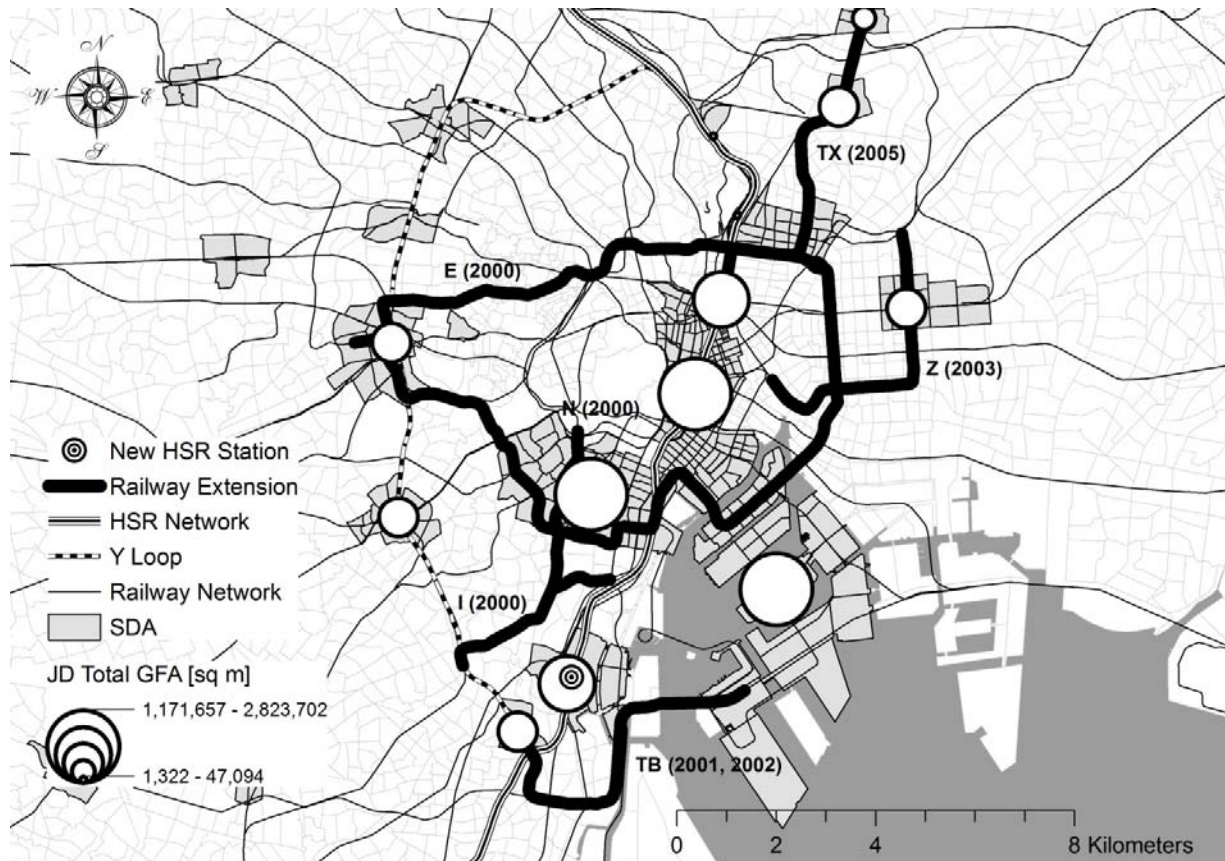 N
W E
S
TX (2005)
E (2000)
Z (2003)
N (2000)
New HSR Station
Railway Extension
HSR Network
Y Loop
Railway Network
I (2000)
SDA
JD Total GFA [sq m]
1,171,657 - 2,823,702
1,322 - 47,094
TB (2001, 2002)
0 2 4 8 Kilometers